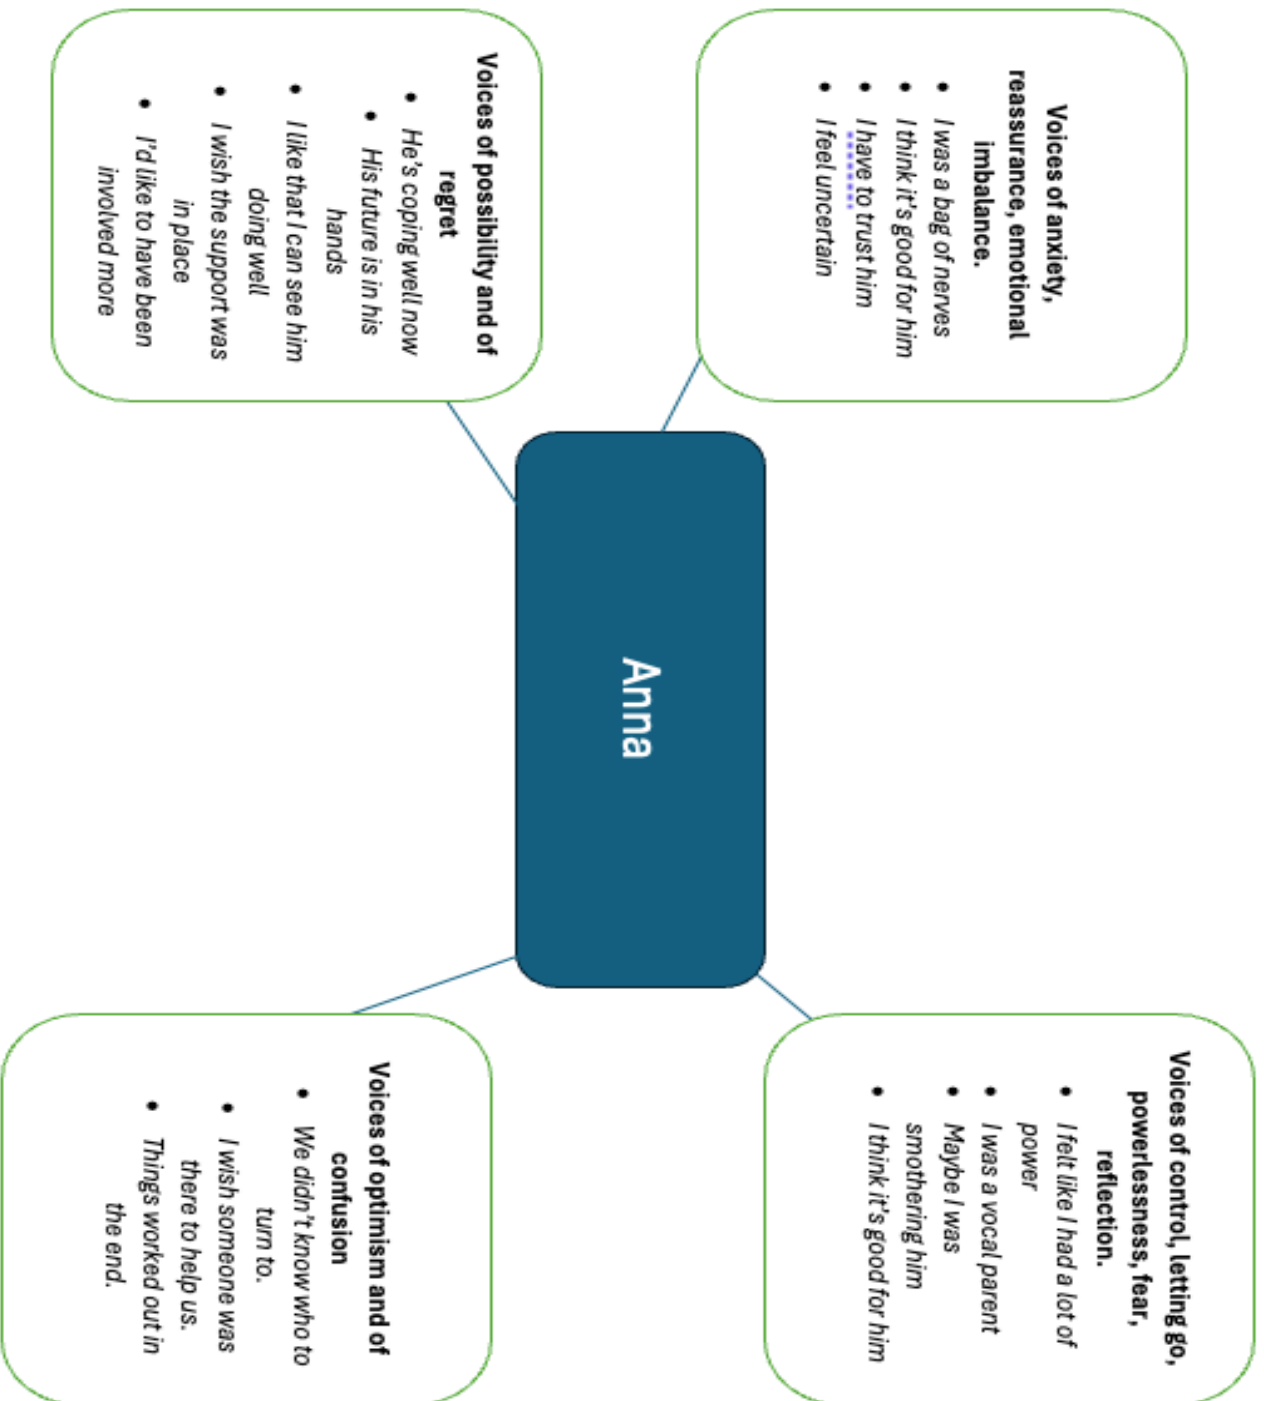 Voices of anxiety,
reassurance, emotional
imbalance.
• I was a bag of nerves
• I think it's good for him
• I have to trust him
• I feel uncertain
Voices of control, letting go,
powerlessness, fear,
reflection.
• I felt like I had a lot of
power
• I was a vocal parent
• Maybe I was
smothering him
• I think it's good for him
Anna
Voices of possibility and of
regret
• He's coping well now
• His future is in his
hands
• I like that I can see him
doing well
• I wish the support was
in place
• I'd like to have been
involved more
Voices of optimism and of
confusion
• We didn't know who to
turn to.
• I wish someone was
there to help us.
• Things worked out in
the end.